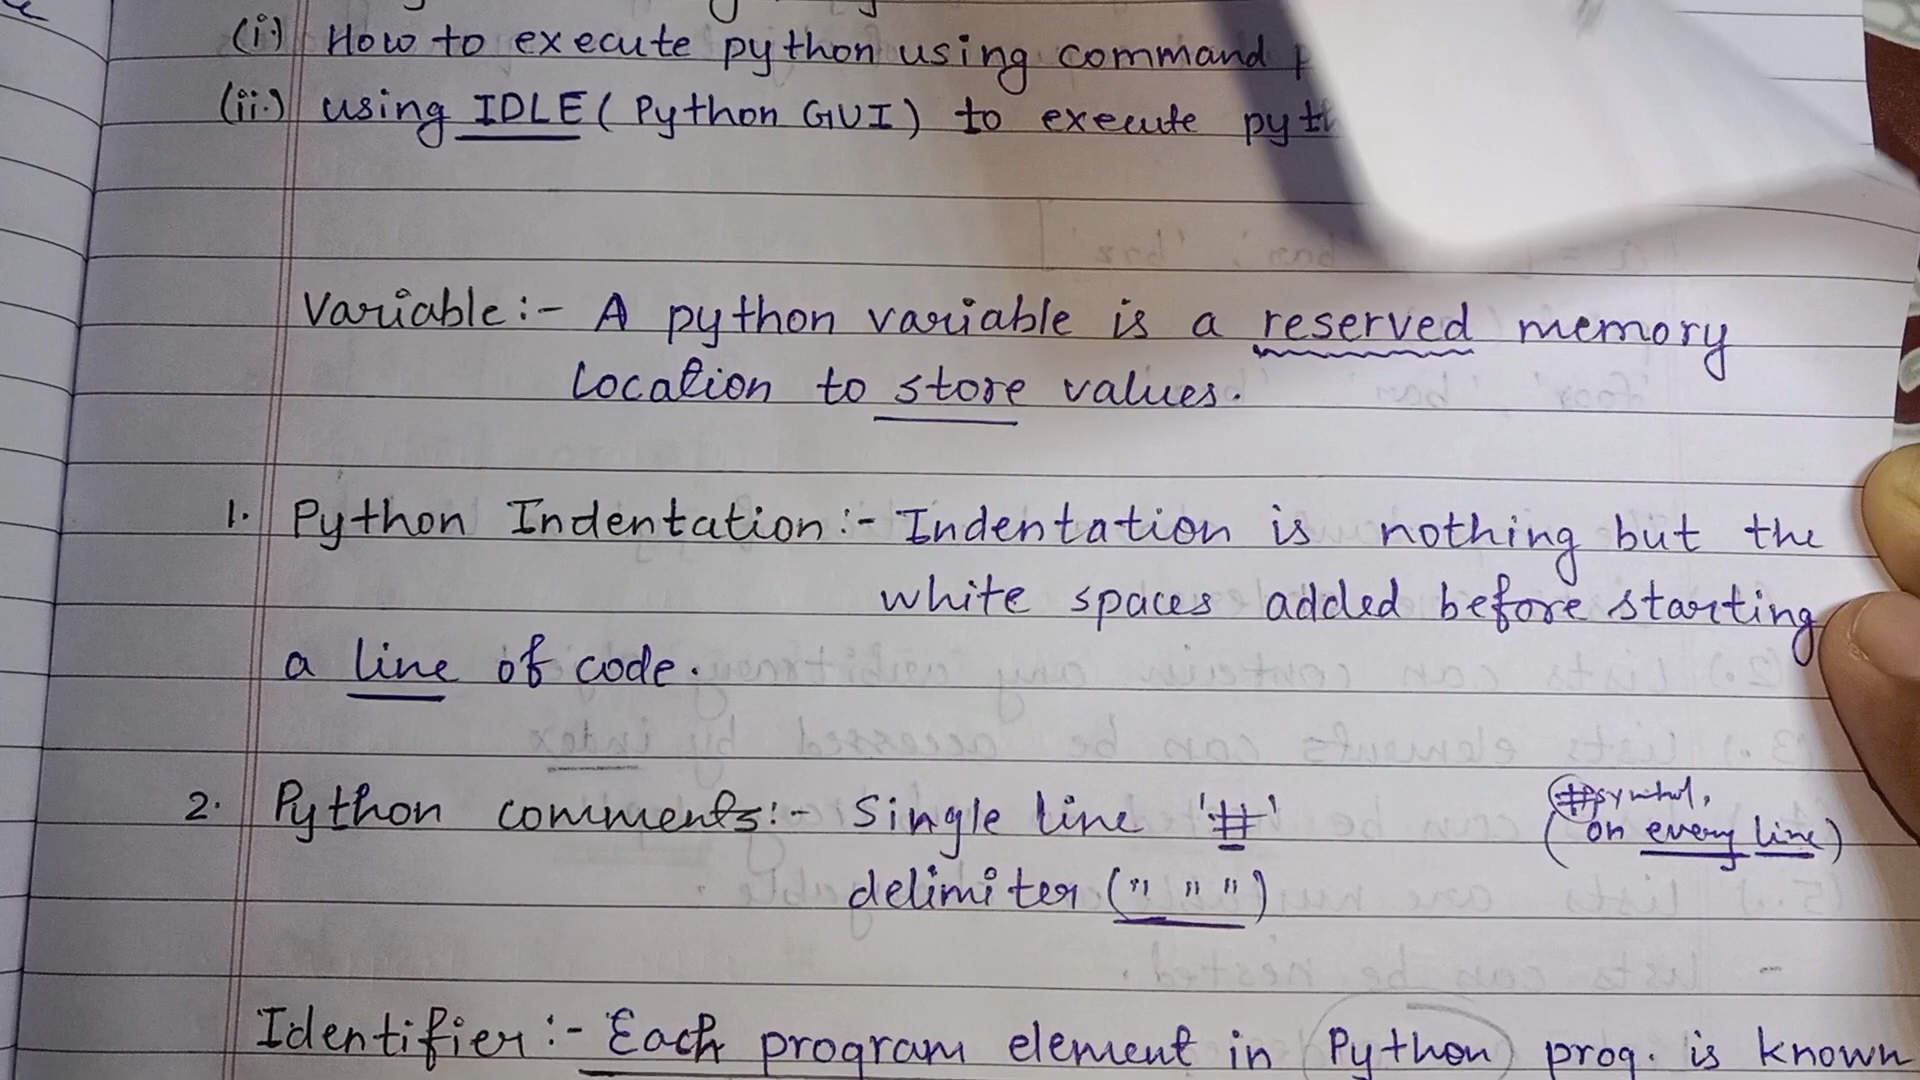 (i) How to execute python using command
(ii.) using IDLE (Python GUI) to execute pyth
Variable :- A python variable is a reserved memory
location to store values.
1. Python Indentation :- Indentation is nothing but the
white spaces added before starting
a line of code.
2. Python comments :- Single line '#'
(# symbol,
on every line)
delimiter (" " ")
Identifier :- Each program element in Python prog. is known